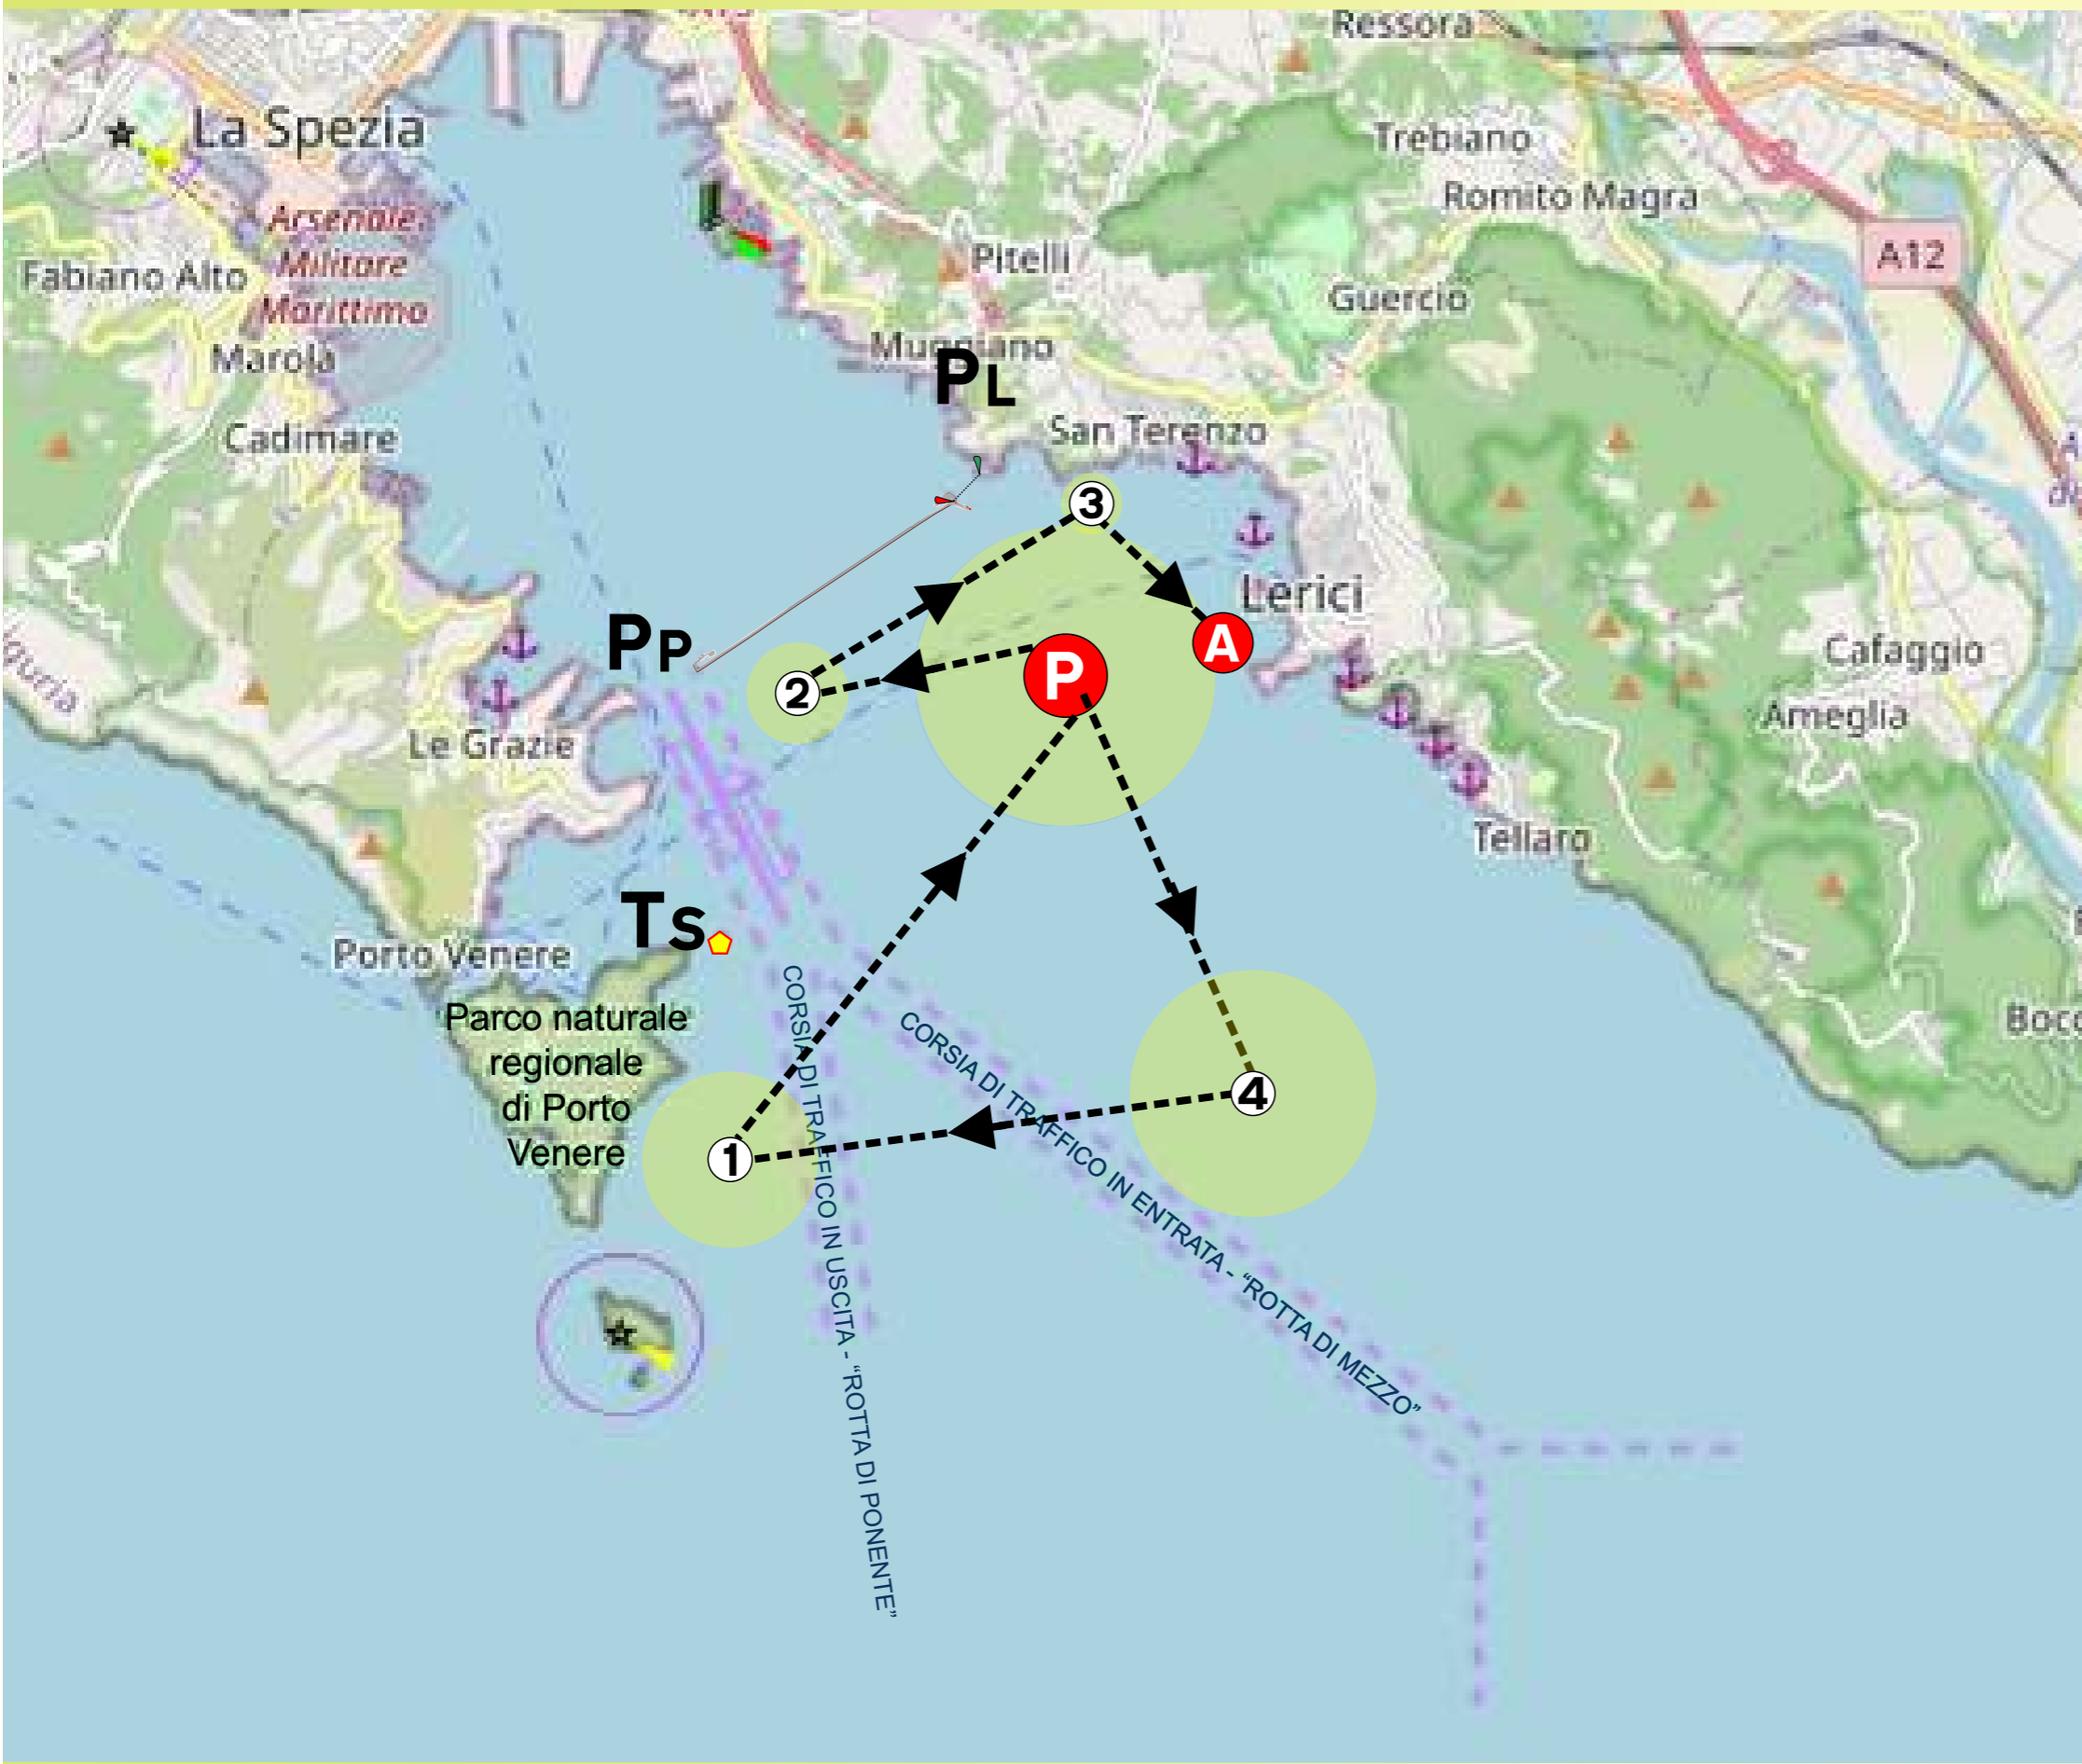 Ressora
La Spezia
Trebiano
Romito Magra
Arsenale
Militare
Marittimo
Fabiano Alto
Pitelli
A12
Guercio
Marola
Muggiano
PL
San Terenzo
Cadimare
3
Lerici
PP
A
P
2
Cafaggio
Ameglia
Le Grazie
Tellaro
Ts
Porto Venere
Parco naturale
regionale
di Porto
Venere
CORSIA DI TRAFFICO IN USCITA - “ROTTA DI PONENTE”
CORSIA DI TRAFFICO IN ENTRATA - “ROTTA DI MEZZO”
4
1